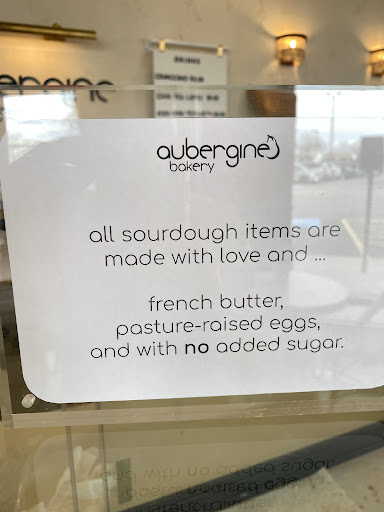 DRINKS
aubergine
bakery
all sourdough items are
made with love and ...
french butter,
pasture-raised eggs,
and with no added sugar.